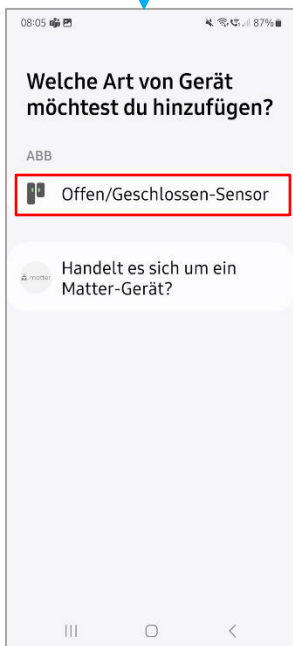 08:05 87%
Welche Art von Gerät
möchtest du hinzufügen?
ABB
Offen/Geschlossen-Sensor
matter
Handelt es sich um ein
Matter-Gerät?